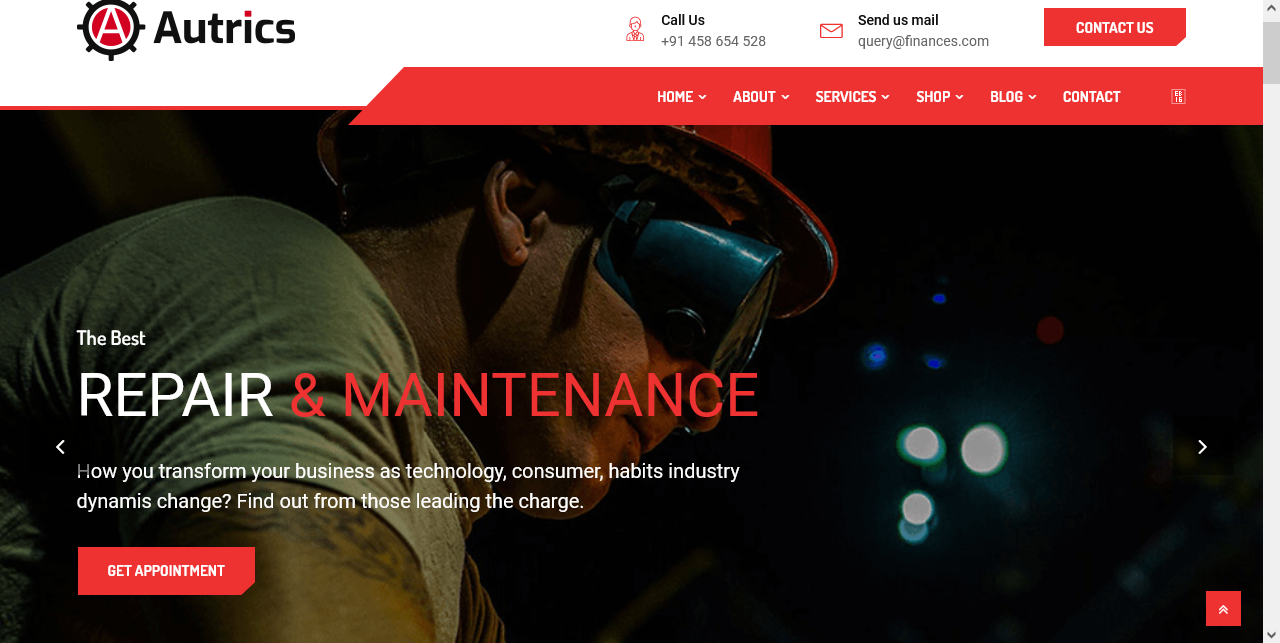 Autrics
Call Us
+91 458 654 528
Send us mail
query@finances.com
CONTACT US
HOME
ABOUT
SERVICES
SHOP
BLOG
CONTACT
The Best
REPAIR & MAINTENANCE
How you transform your business as technology, consumer, habits industry
dynamis change? Find out from those leading the charge.
GET APPOINTMENT